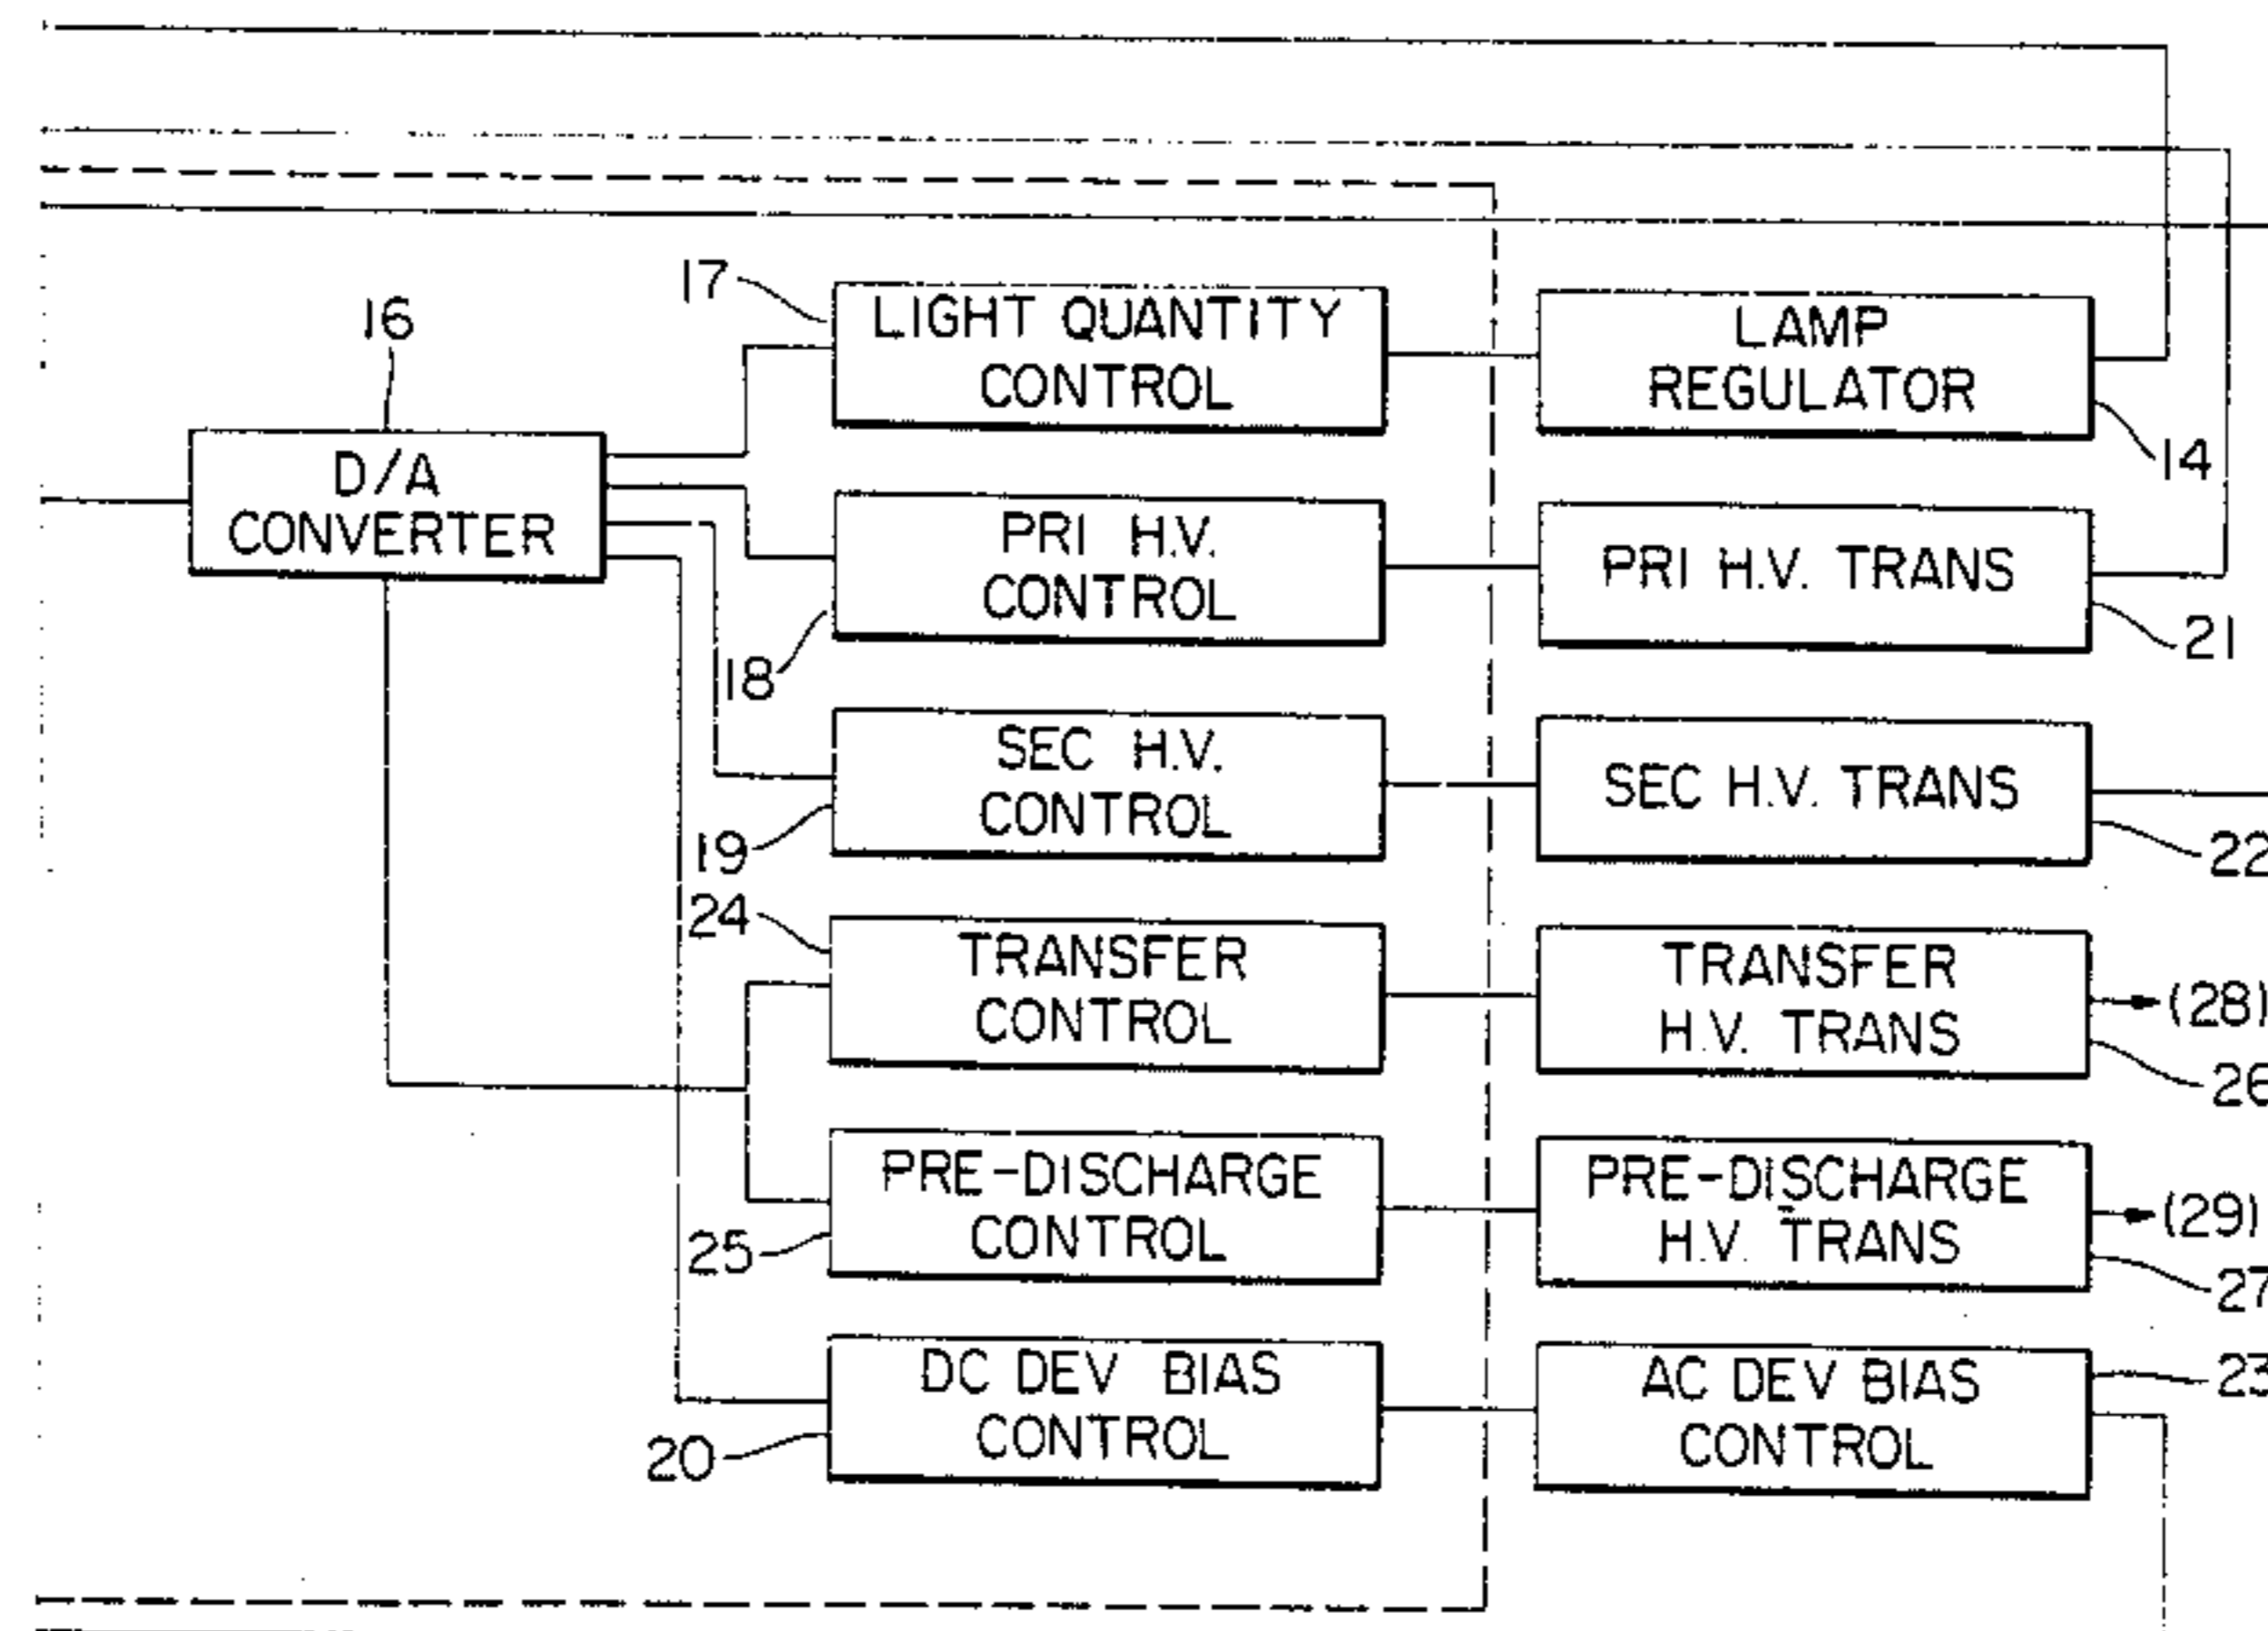 16
D/A
CONVERTER
17
LIGHT QUANTITY
CONTROL
LAMP
REGULATOR
14
18
PRI H.V.
CONTROL
PRI H.V. TRANS
21
19
SEC H.V.
CONTROL
SEC H.V. TRANS
22
24
TRANSFER
CONTROL
TRANSFER
H.V. TRANS
(28)
26
25
PRE-DISCHARGE
CONTROL
PRE-DISCHARGE
H.V. TRANS
(29)
27
20
DC DEV BIAS
CONTROL
AC DEV BIAS
CONTROL
23